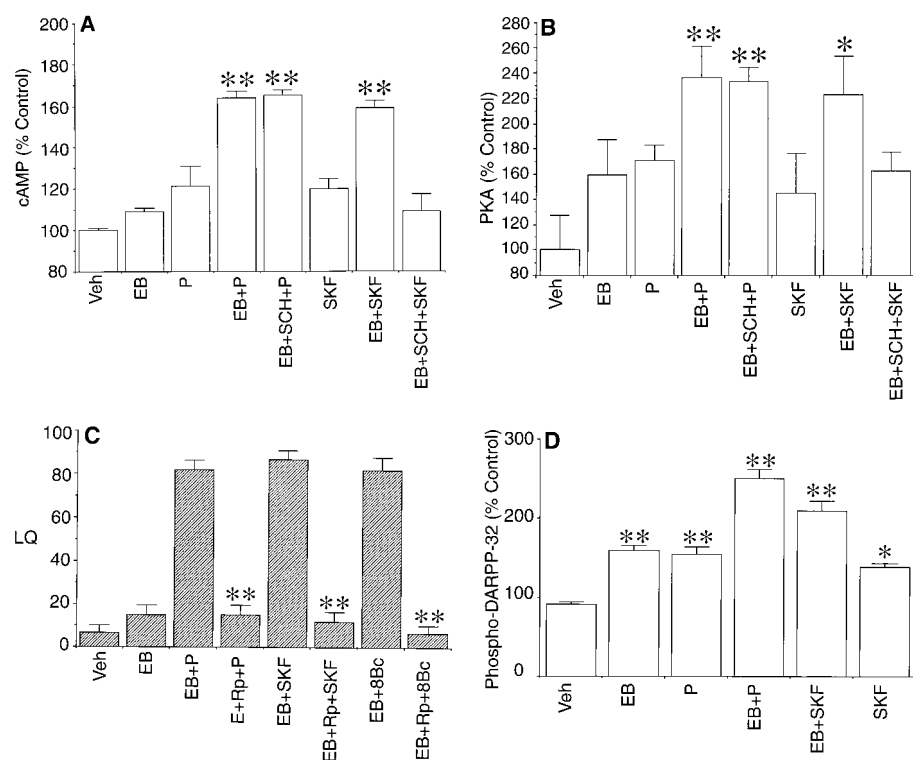 A
cAMP (% Control)
200
180
160
140
120
100
80
**
**
**
Veh
EB
P
EB+P
EB+SCH+P
SKF
EB+SKF
EB+SCH+SKF
B
PKA (% Control)
280
260
240
220
200
180
160
140
120
100
80
**
**
*
Veh
EB
P
EB+P
EB+SCH+P
SKF
EB+SKF
EB+SCH+SKF
C
LQ
100
80
60
40
20
0
**
**
**
Veh
EB
EB+P
E+Rp+P
EB+SKF
EB+Rp+SKF
EB+8Bc
EB+Rp+8Bc
D
Phospho-DARPP-32 (% Control)
300
200
100
0
**
**
**
**
*
Veh
EB
P
EB+P
EB+SKF
SKF